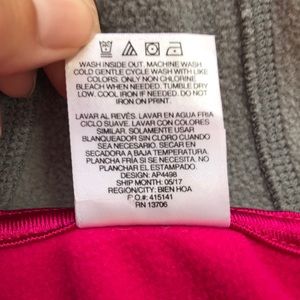 WASH INSIDE OUT. MACHINE WASH
COLD GENTLE CYCLE WASH WITH LIKE
COLORS. ONLY NON CHLORINE
BLEACH WHEN NEEDED. TUMBLE DRY
LOW. COOL IRON IF NEEDED. DO NOT
IRON ON PRINT.
LAVAR AL REVÉS. LAVAR EN AGUA FRIA
CICLO SUAVE. LAVAR CON COLORES
SIMILAR. SOLAMENTE USAR
BLANQUEADOR SIN CLORO CUANDO
SEA NECESARIO. SECAR EN
SECADORA A BAJA TEMPERATURA.
PLANCHA FRÍA SI ES NECESARIO. NO
PLANCHAR EL ESTAMPADO.
DESIGN: AP4498
SHIP MONTH: 05/17
REGION/CITY: BIEN HOA
P.O.#: 415141
RN 13706